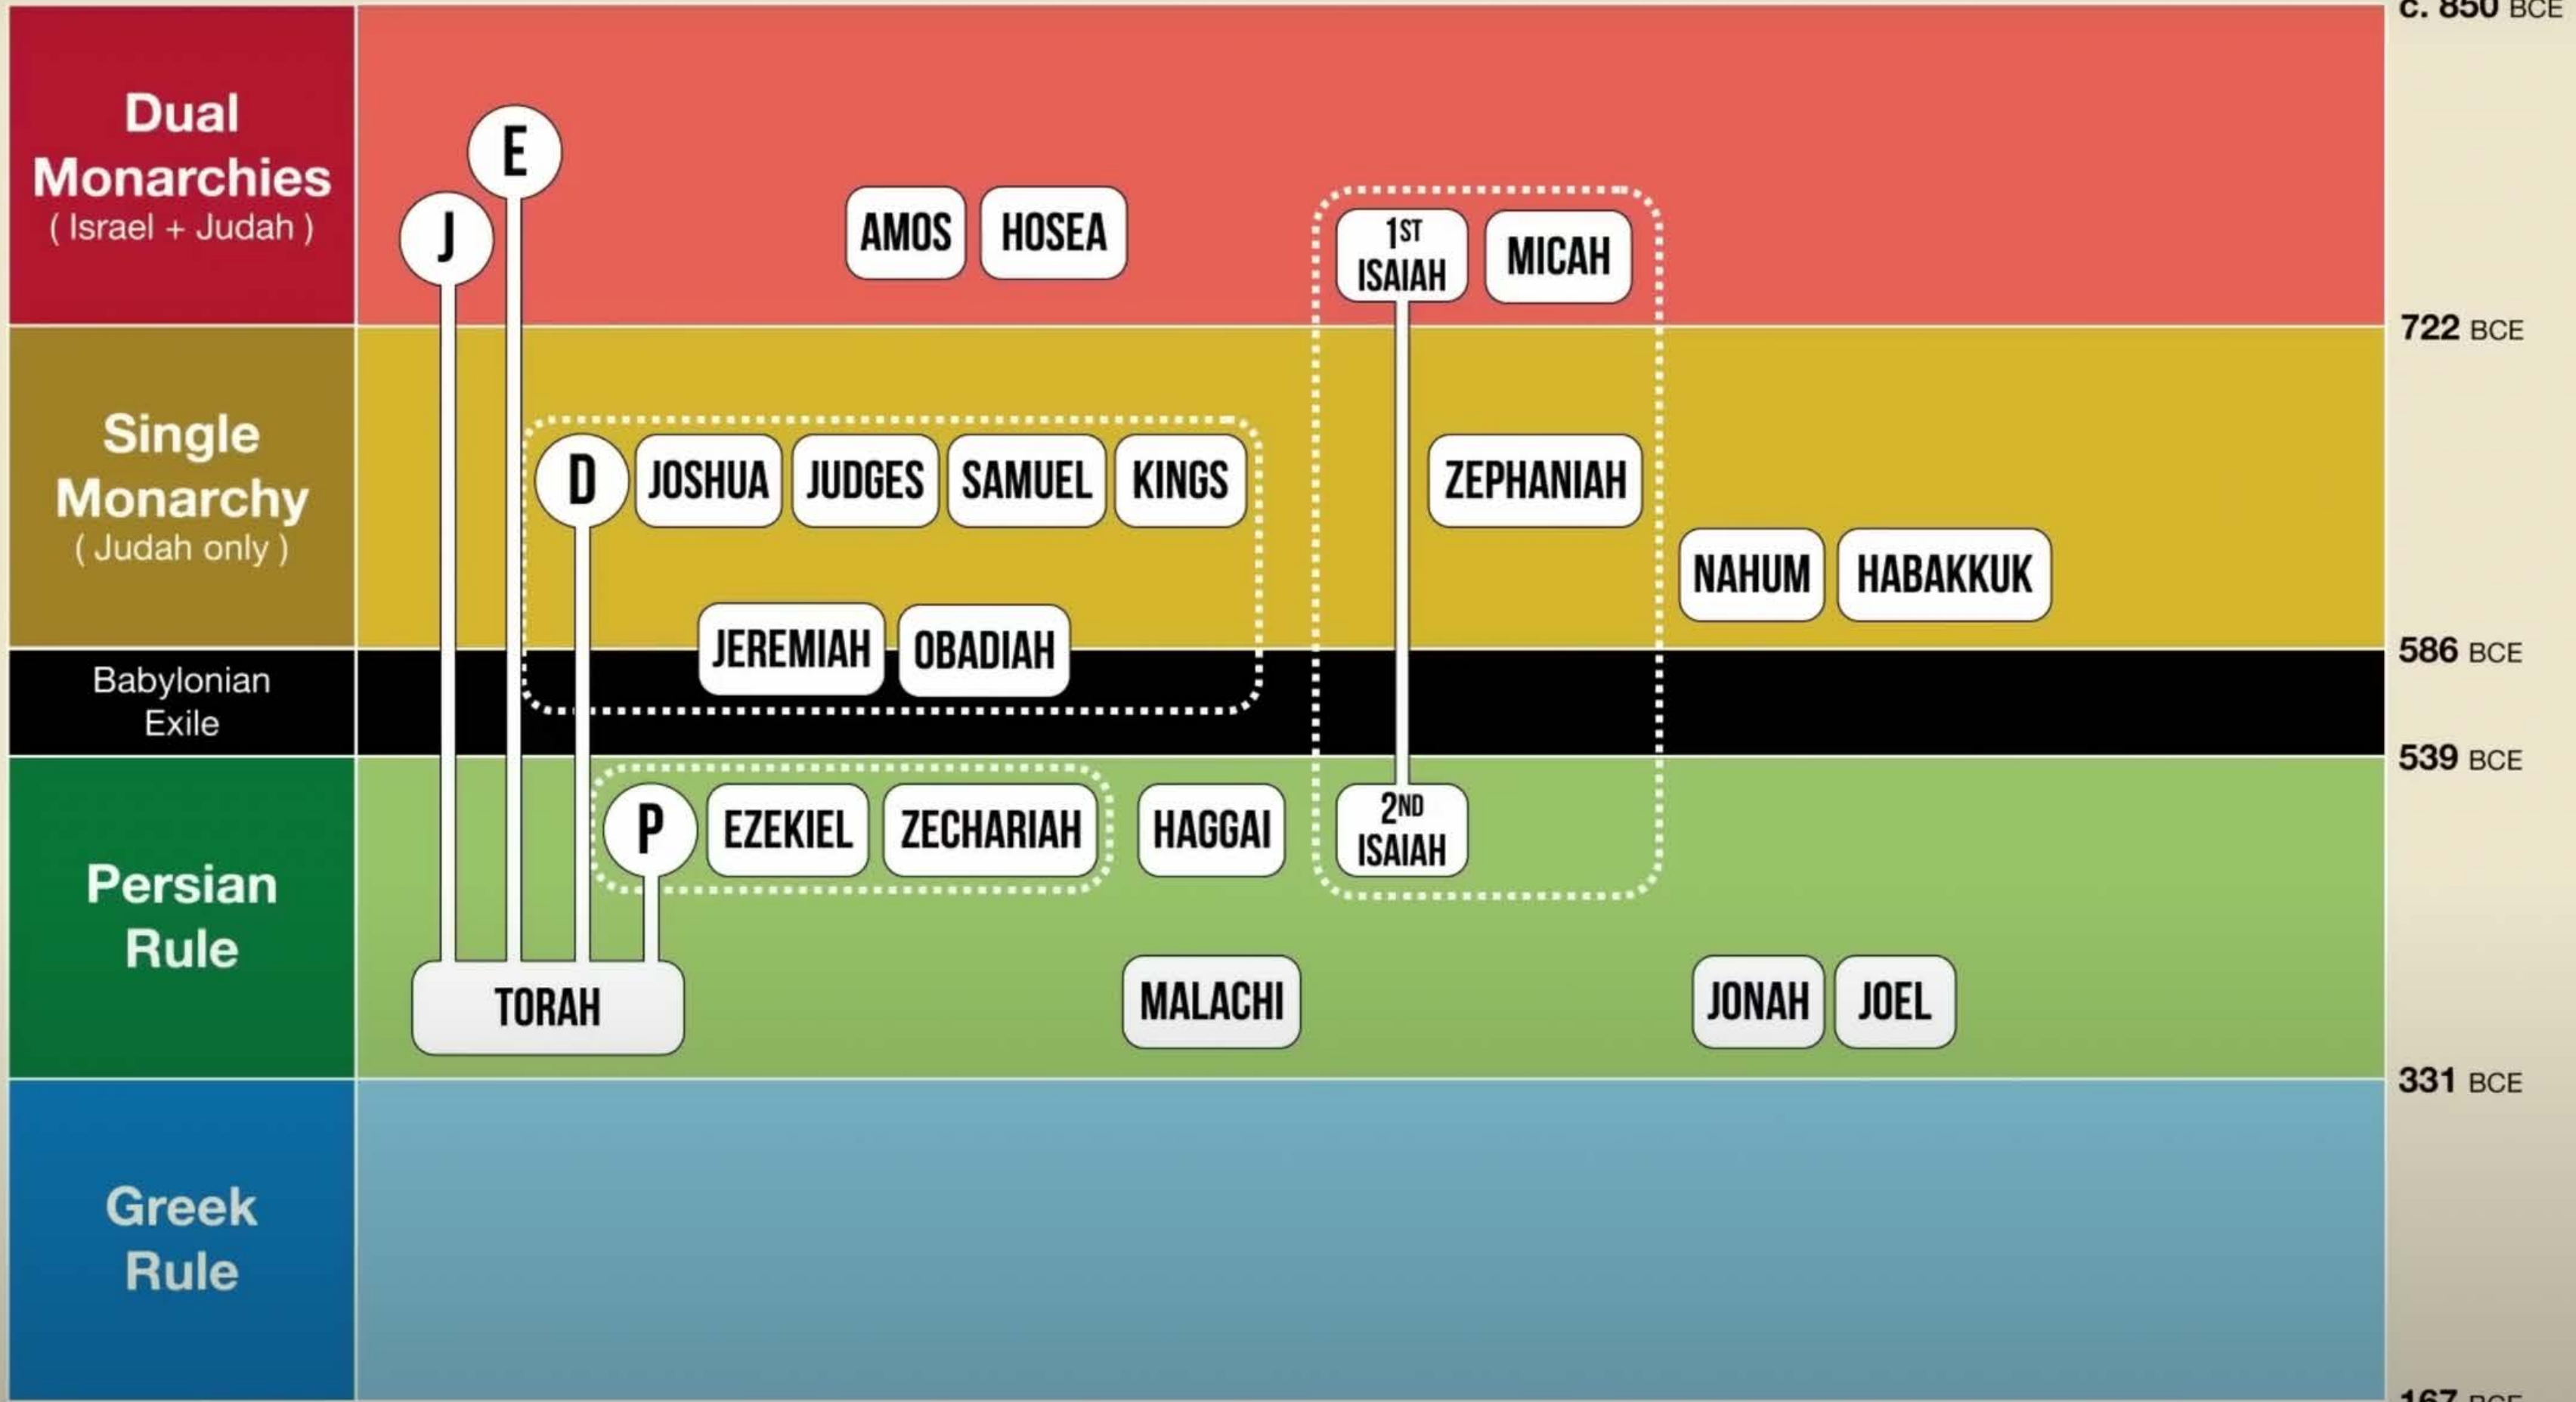 c. 850 BCE
Dual
Monarchies
( Israel + Judah )
E
J
AMOS
HOSEA
1ST
ISAIAH
MICAH
722 BCE
Single
Monarchy
( Judah only )
D
JOSHUA
JUDGES
SAMUEL
KINGS
ZEPHANIAH
NAHUM
HABAKKUK
JEREMIAH
OBADIAH
586 BCE
Babylonian
Exile
539 BCE
Persian
Rule
P
EZEKIEL
ZECHARIAH
HAGGAI
2ND
ISAIAH
TORAH
MALACHI
JONAH
JOEL
331 BCE
Greek
Rule
167 BCE